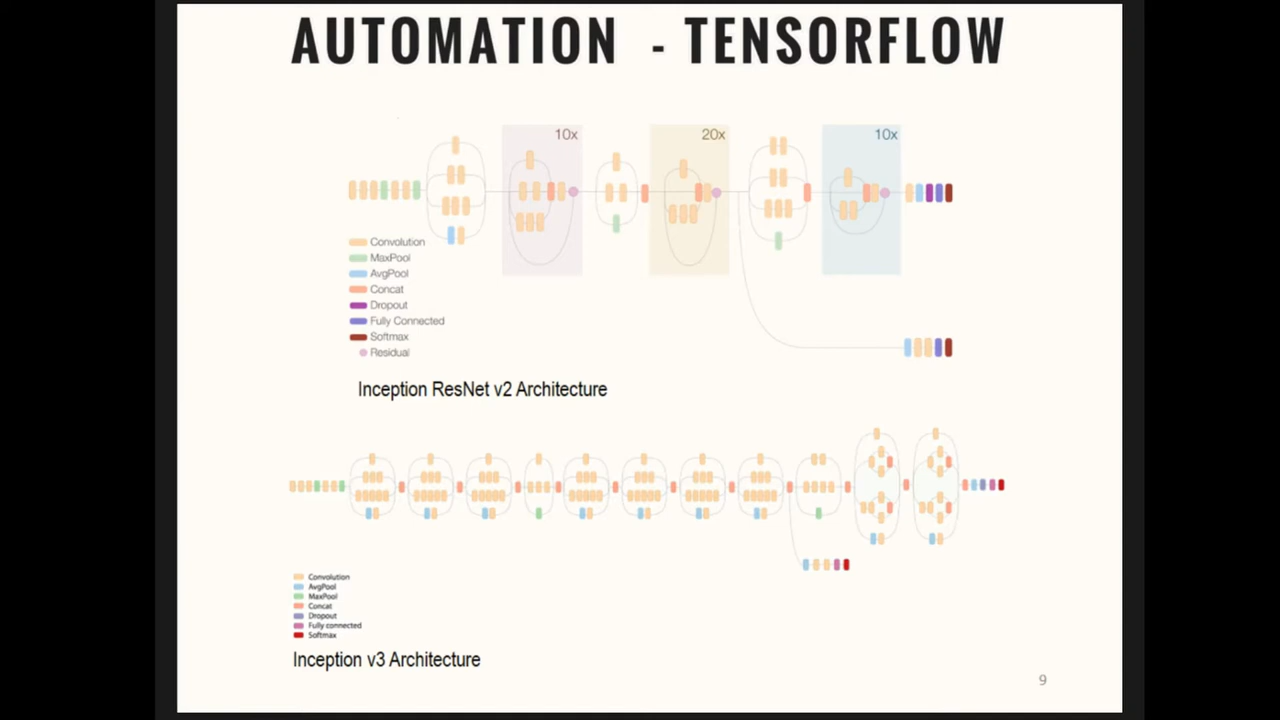 AUTOMATION - TENSORFLOW
10x
20x
10x
Convolution
MaxPool
AvgPool
Concat
Dropout
Fully Connected
Softmax
Residual
Inception ResNet v2 Architecture
Convolution
AvgPool
MaxPool
Concat
Dropout
Fully connected
Softmax
Inception v3 Architecture
9